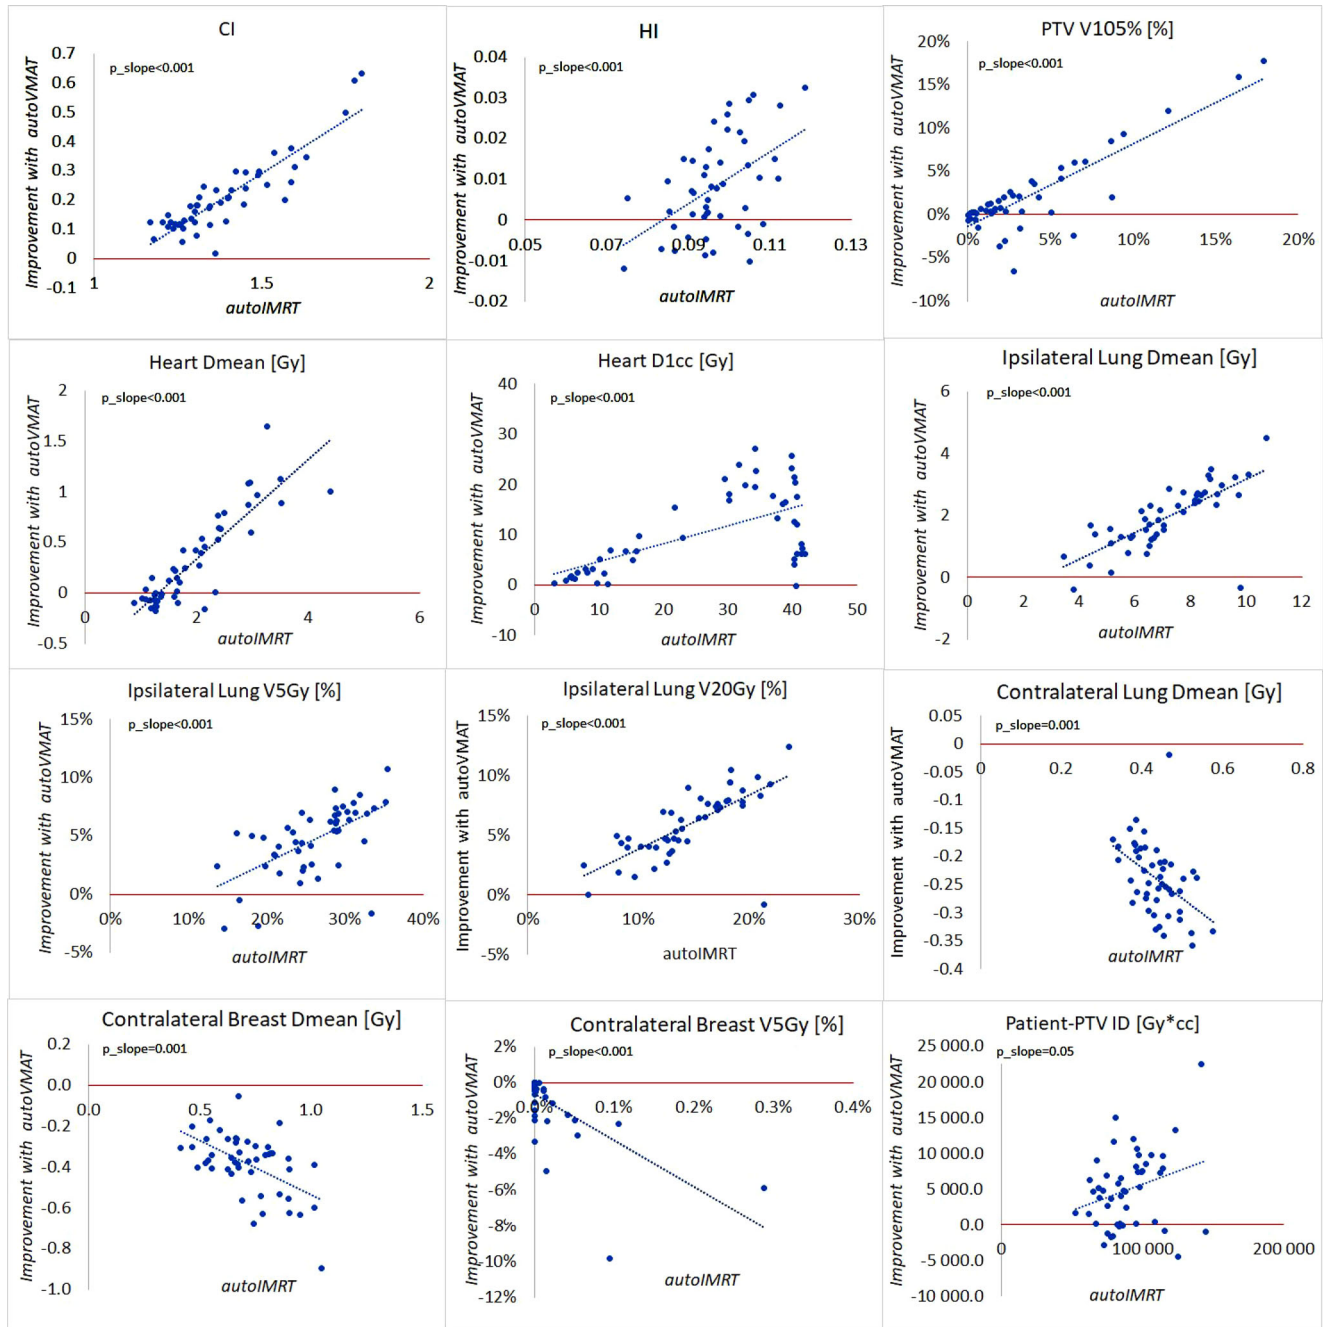 CI
p_slope<0.001
Improvement with autoVMAT
0.7
0.6
0.5
0.4
0.3
0.2
0.1
0
-0.1
1 1.5 2
autoIMRT
HI
p_slope<0.001
Improvement with autoVMAT
0.04
0.03
0.02
0.01
0
-0.01
-0.02
0.05 0.07 0.09 0.11 0.13
autoIMRT
PTV V105% [%]
p_slope<0.001
Improvement with autoVMAT
20%
15%
10%
5%
0%
-5%
-10%
0% 5% 10% 15% 20%
autoIMRT
Heart Dmean [Gy]
p_slope<0.001
Improvement with autoVMAT
2
1.5
1
0.5
0
-0.5
0 2 4 6
autoIMRT
Heart D1cc [Gy]
p_slope<0.001
Improvement with autoVMAT
40
30
20
10
0
-10
0 10 20 30 40 50
autoIMRT
Ipsilateral Lung Dmean [Gy]
p_slope<0.001
Improvement with autoVMAT
6
4
2
0
-2
0 2 4 6 8 10 12
autoIMRT
Ipsilateral Lung V5Gy [%]
p_slope<0.001
Improvement with autoVMAT
15%
10%
5%
0%
-5%
0% 10% 20% 30% 40%
autoIMRT
Ipsilateral Lung V20Gy [%]
p_slope<0.001
Improvement with autoVMAT
15%
10%
5%
0%
-5%
0% 10% 20% 30%
autoIMRT
Contralateral Lung Dmean [Gy]
p_slope=0.001
Improvement with autoVMAT
0.05
0
-0.05
-0.1
-0.15
-0.2
-0.25
-0.3
-0.35
-0.4
0 0.2 0.4 0.6 0.8
autoIMRT
Contralateral Breast Dmean [Gy]
p_slope=0.001
Improvement with autoVMAT
0.2
0.0
-0.2
-0.4
-0.6
-0.8
-1.0
0.0 0.5 1.0 1.5
autoIMRT
Contralateral Breast V5Gy [%]
p_slope<0.001
Improvement with autoVMAT
2%
0%
-2%
-4%
-6%
-8%
-10%
-12%
0.0% 0.1% 0.2% 0.3% 0.4%
autoIMRT
Patient-PTV ID [Gy*cc]
p_slope=0.05
Improvement with autoVMAT
25 000.0
20 000.0
15 000.0
10 000.0
5 000.0
0.0
-5 000.0
-10 000.0
0 100 000 200 000
autoIMRT